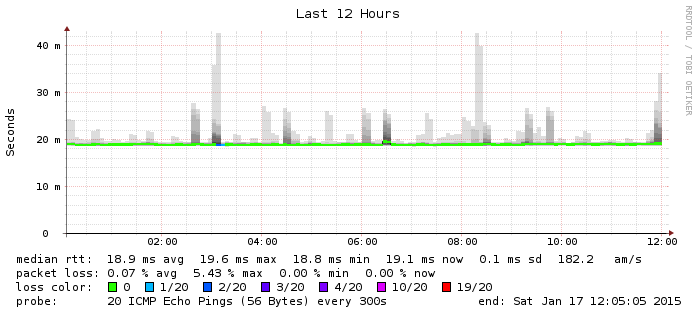 Last 12 Hours
RRDTOOL / TOBI OETIKER
Seconds
40 m
30 m
20 m
10 m
0
02:00 04:00 06:00 08:00 10:00 12:00
median rtt: 18.9 ms avg 19.6 ms max 18.8 ms min 19.1 ms now 0.1 ms sd 182.2 am/s
packet loss: 0.07 % avg 5.43 % max 0.00 % min 0.00 % now
loss color: 0 1/20 2/20 3/20 4/20 10/20 19/20
probe: 20 ICMP Echo Pings (56 Bytes) every 300s end: Sat Jan 17 12:05:05 2015